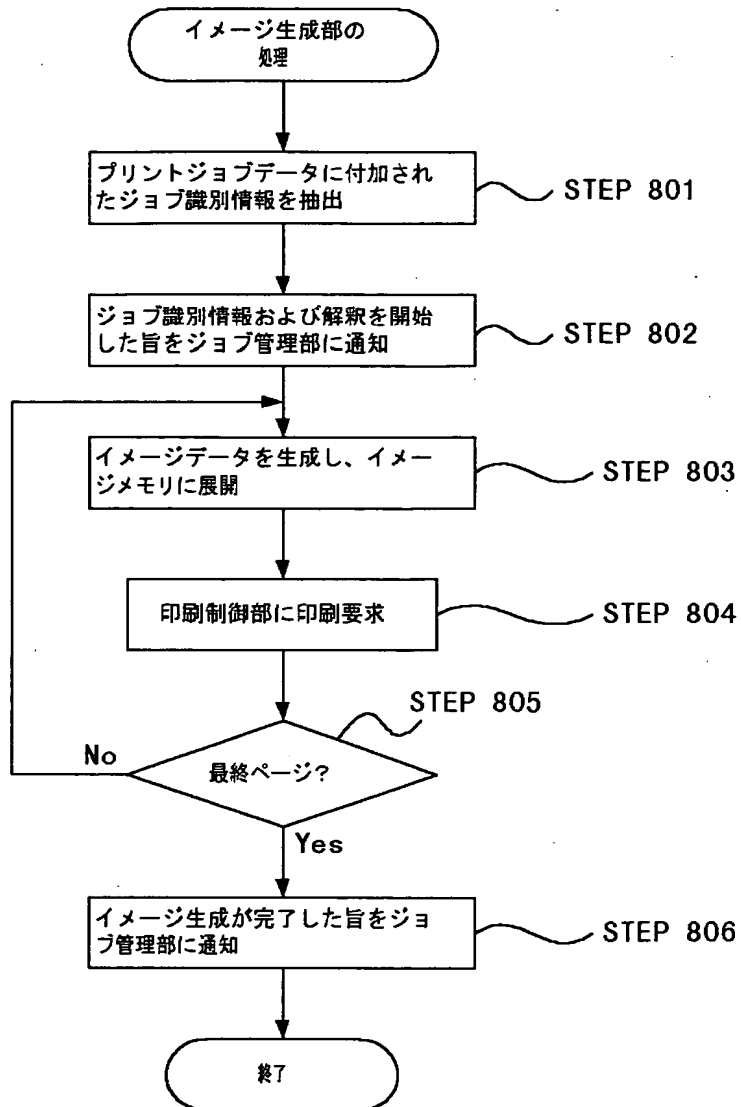 イメージ生成部の
処理
プリントジョブデータに付加され
たジョブ識別情報を抽出
STEP 801
ジョブ識別情報および解釈を開始
した旨をジョブ管理部に通知
STEP 802
イメージデータを生成し、イメー
ジメモリに展開
STEP 803
印刷制御部に印刷要求
STEP 804
STEP 805
No
最終ページ?
Yes
イメージ生成が完了した旨をジョ
ブ管理部に通知
STEP 806
終了